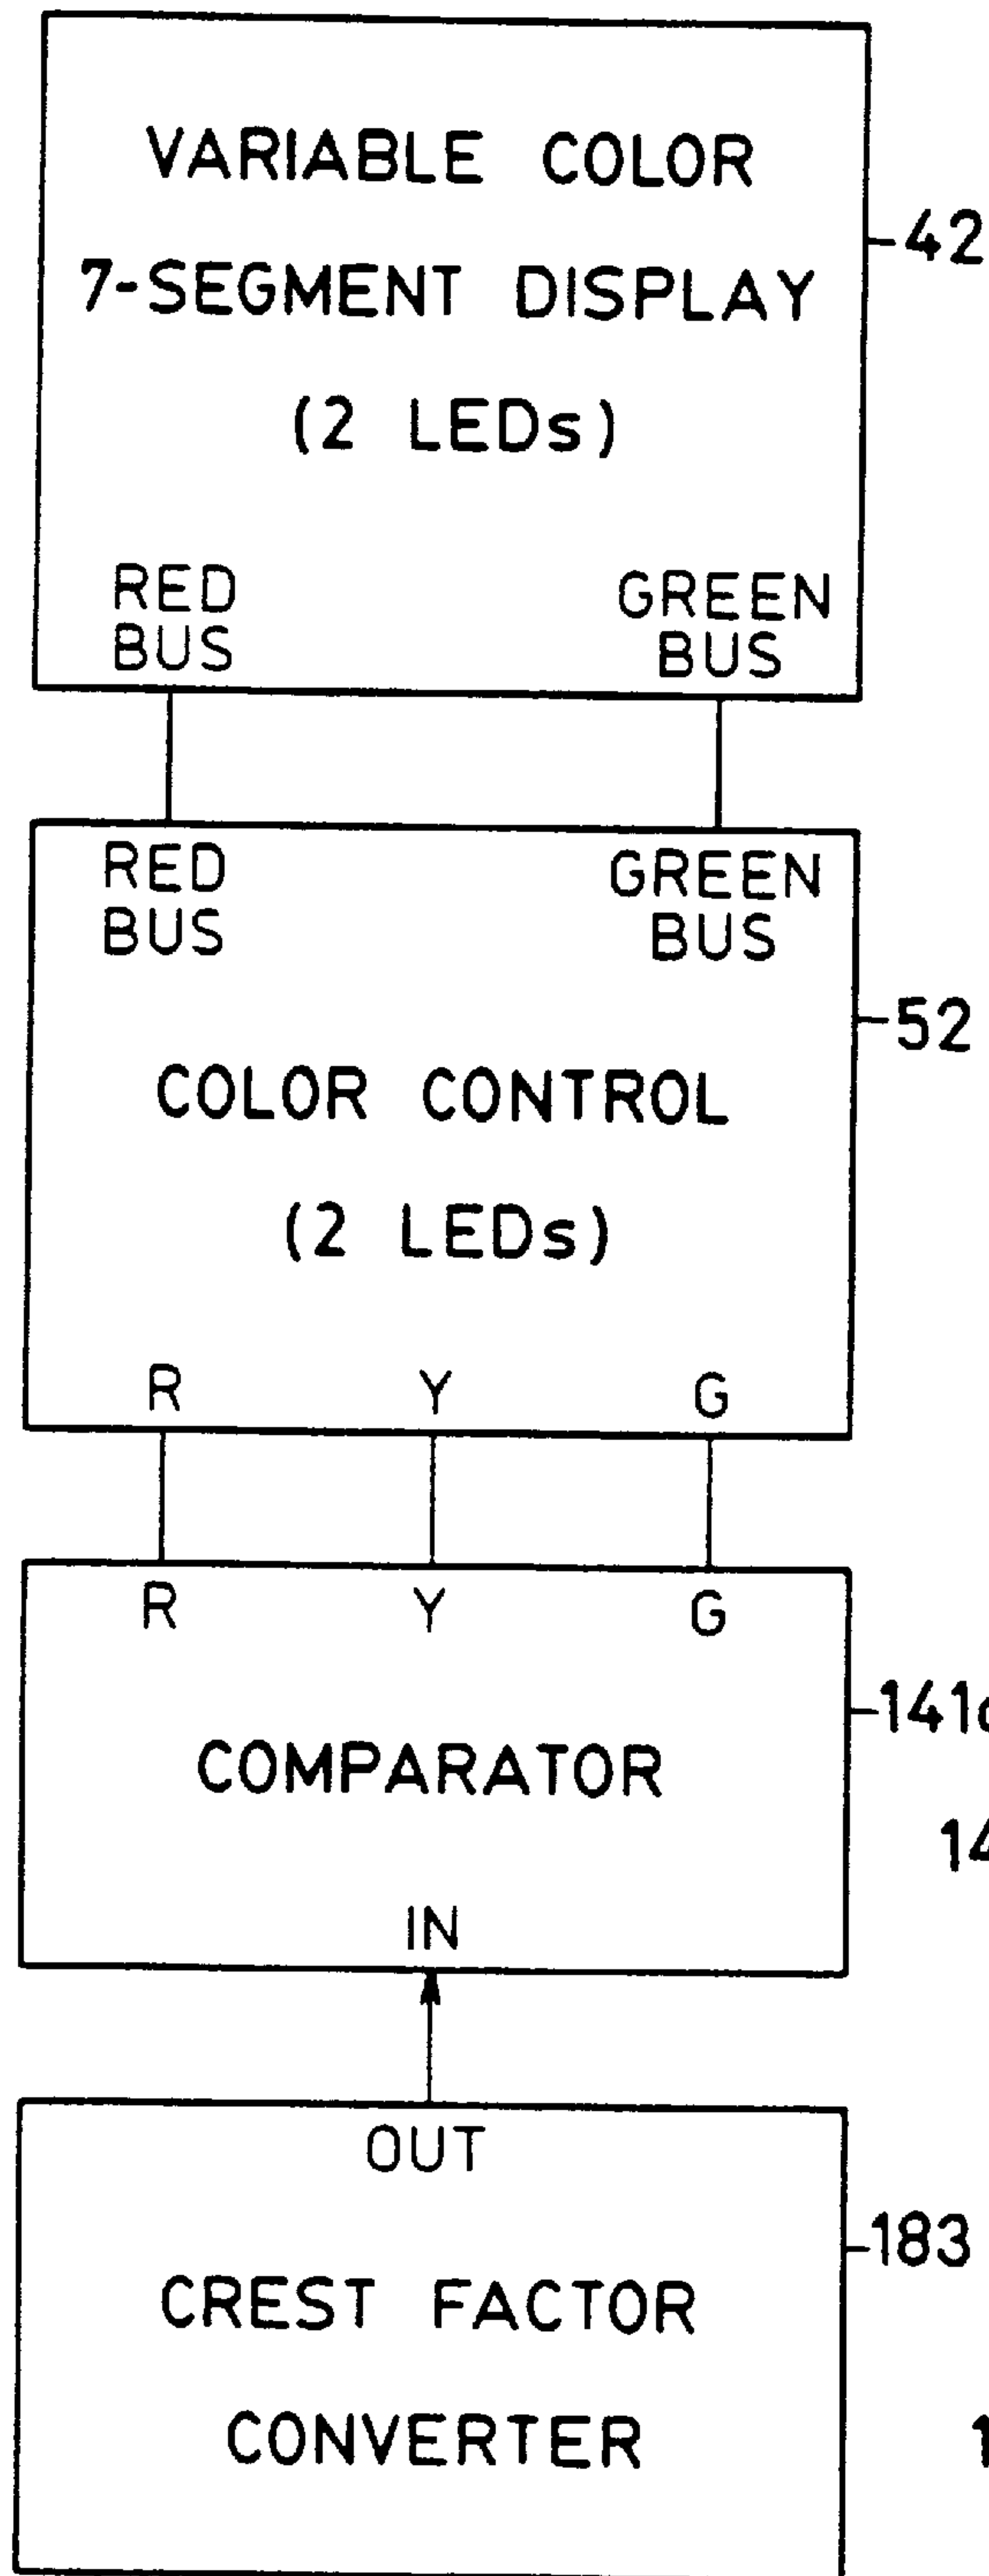 VARIABLE COLOR
7-SEGMENT DISPLAY
(2 LEDs)
42
RED
BUS
GREEN
BUS
RED
BUS
GREEN
BUS
52
COLOR CONTROL
(2 LEDs)
R Y G
R Y G
COMPARATOR
IN
OUT
183
CREST FACTOR
CONVERTER